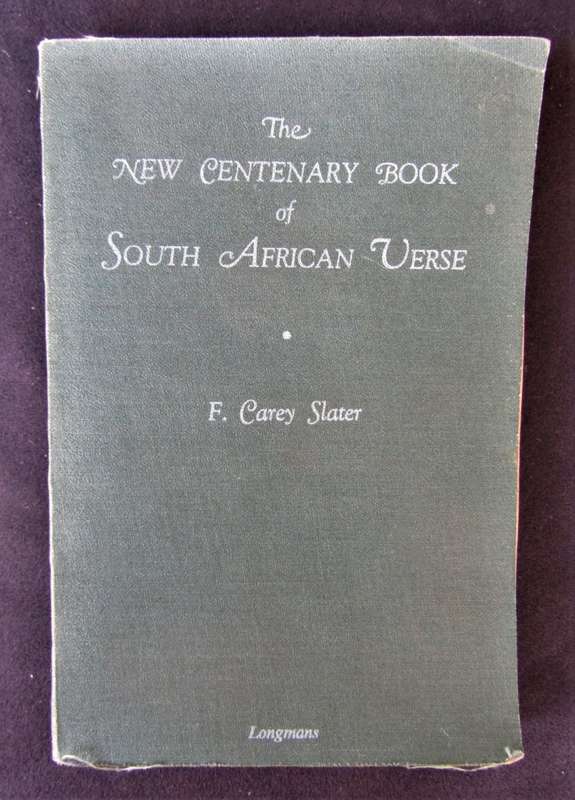 The
NEW CENTENARY BOOK
of
SOUTH AFRICAN VERSE
F. Carey Slater
Longmans